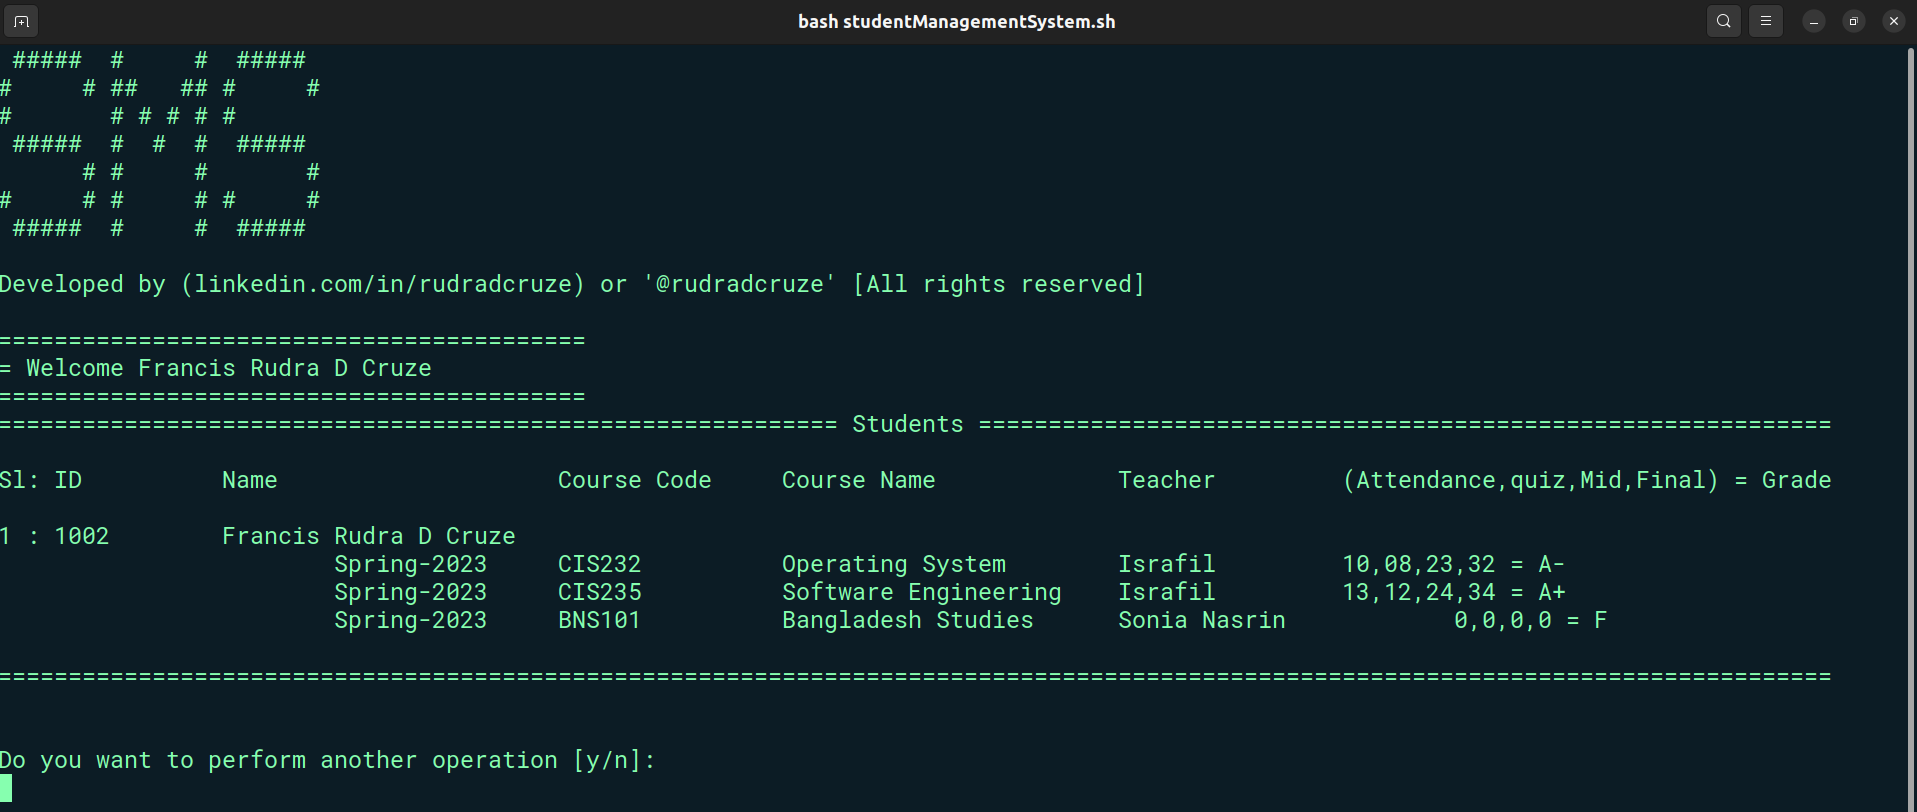 bash studentManagementSystem.sh
 #####  #     #  #####
#     # ##   ## #     #
#       # # # # #
 #####  #  #  #  #####
      # #     #       #
#     # #     # #     #
 #####  #     #  #####
Developed by (linkedin.com/in/rudradcruze) or '@rudradcruze' [All rights reserved]
==========================================
= Welcome Francis Rudra D Cruze
==========================================
============================================================ Students =============================================================
Sl: ID          Name                    Course Code     Course Name             Teacher         (Attendance,quiz,Mid,Final) = Grade
1 : 1002        Francis Rudra D Cruze
                        Spring-2023     CIS232          Operating System        Israfil         10,08,23,32 = A-
                        Spring-2023     CIS235          Software Engineering    Israfil         13,12,24,34 = A+
                        Spring-2023     BNS101          Bangladesh Studies      Sonia Nasrin            0,0,0,0 = F
===================================================================================================================================
Do you want to perform another operation [y/n]: